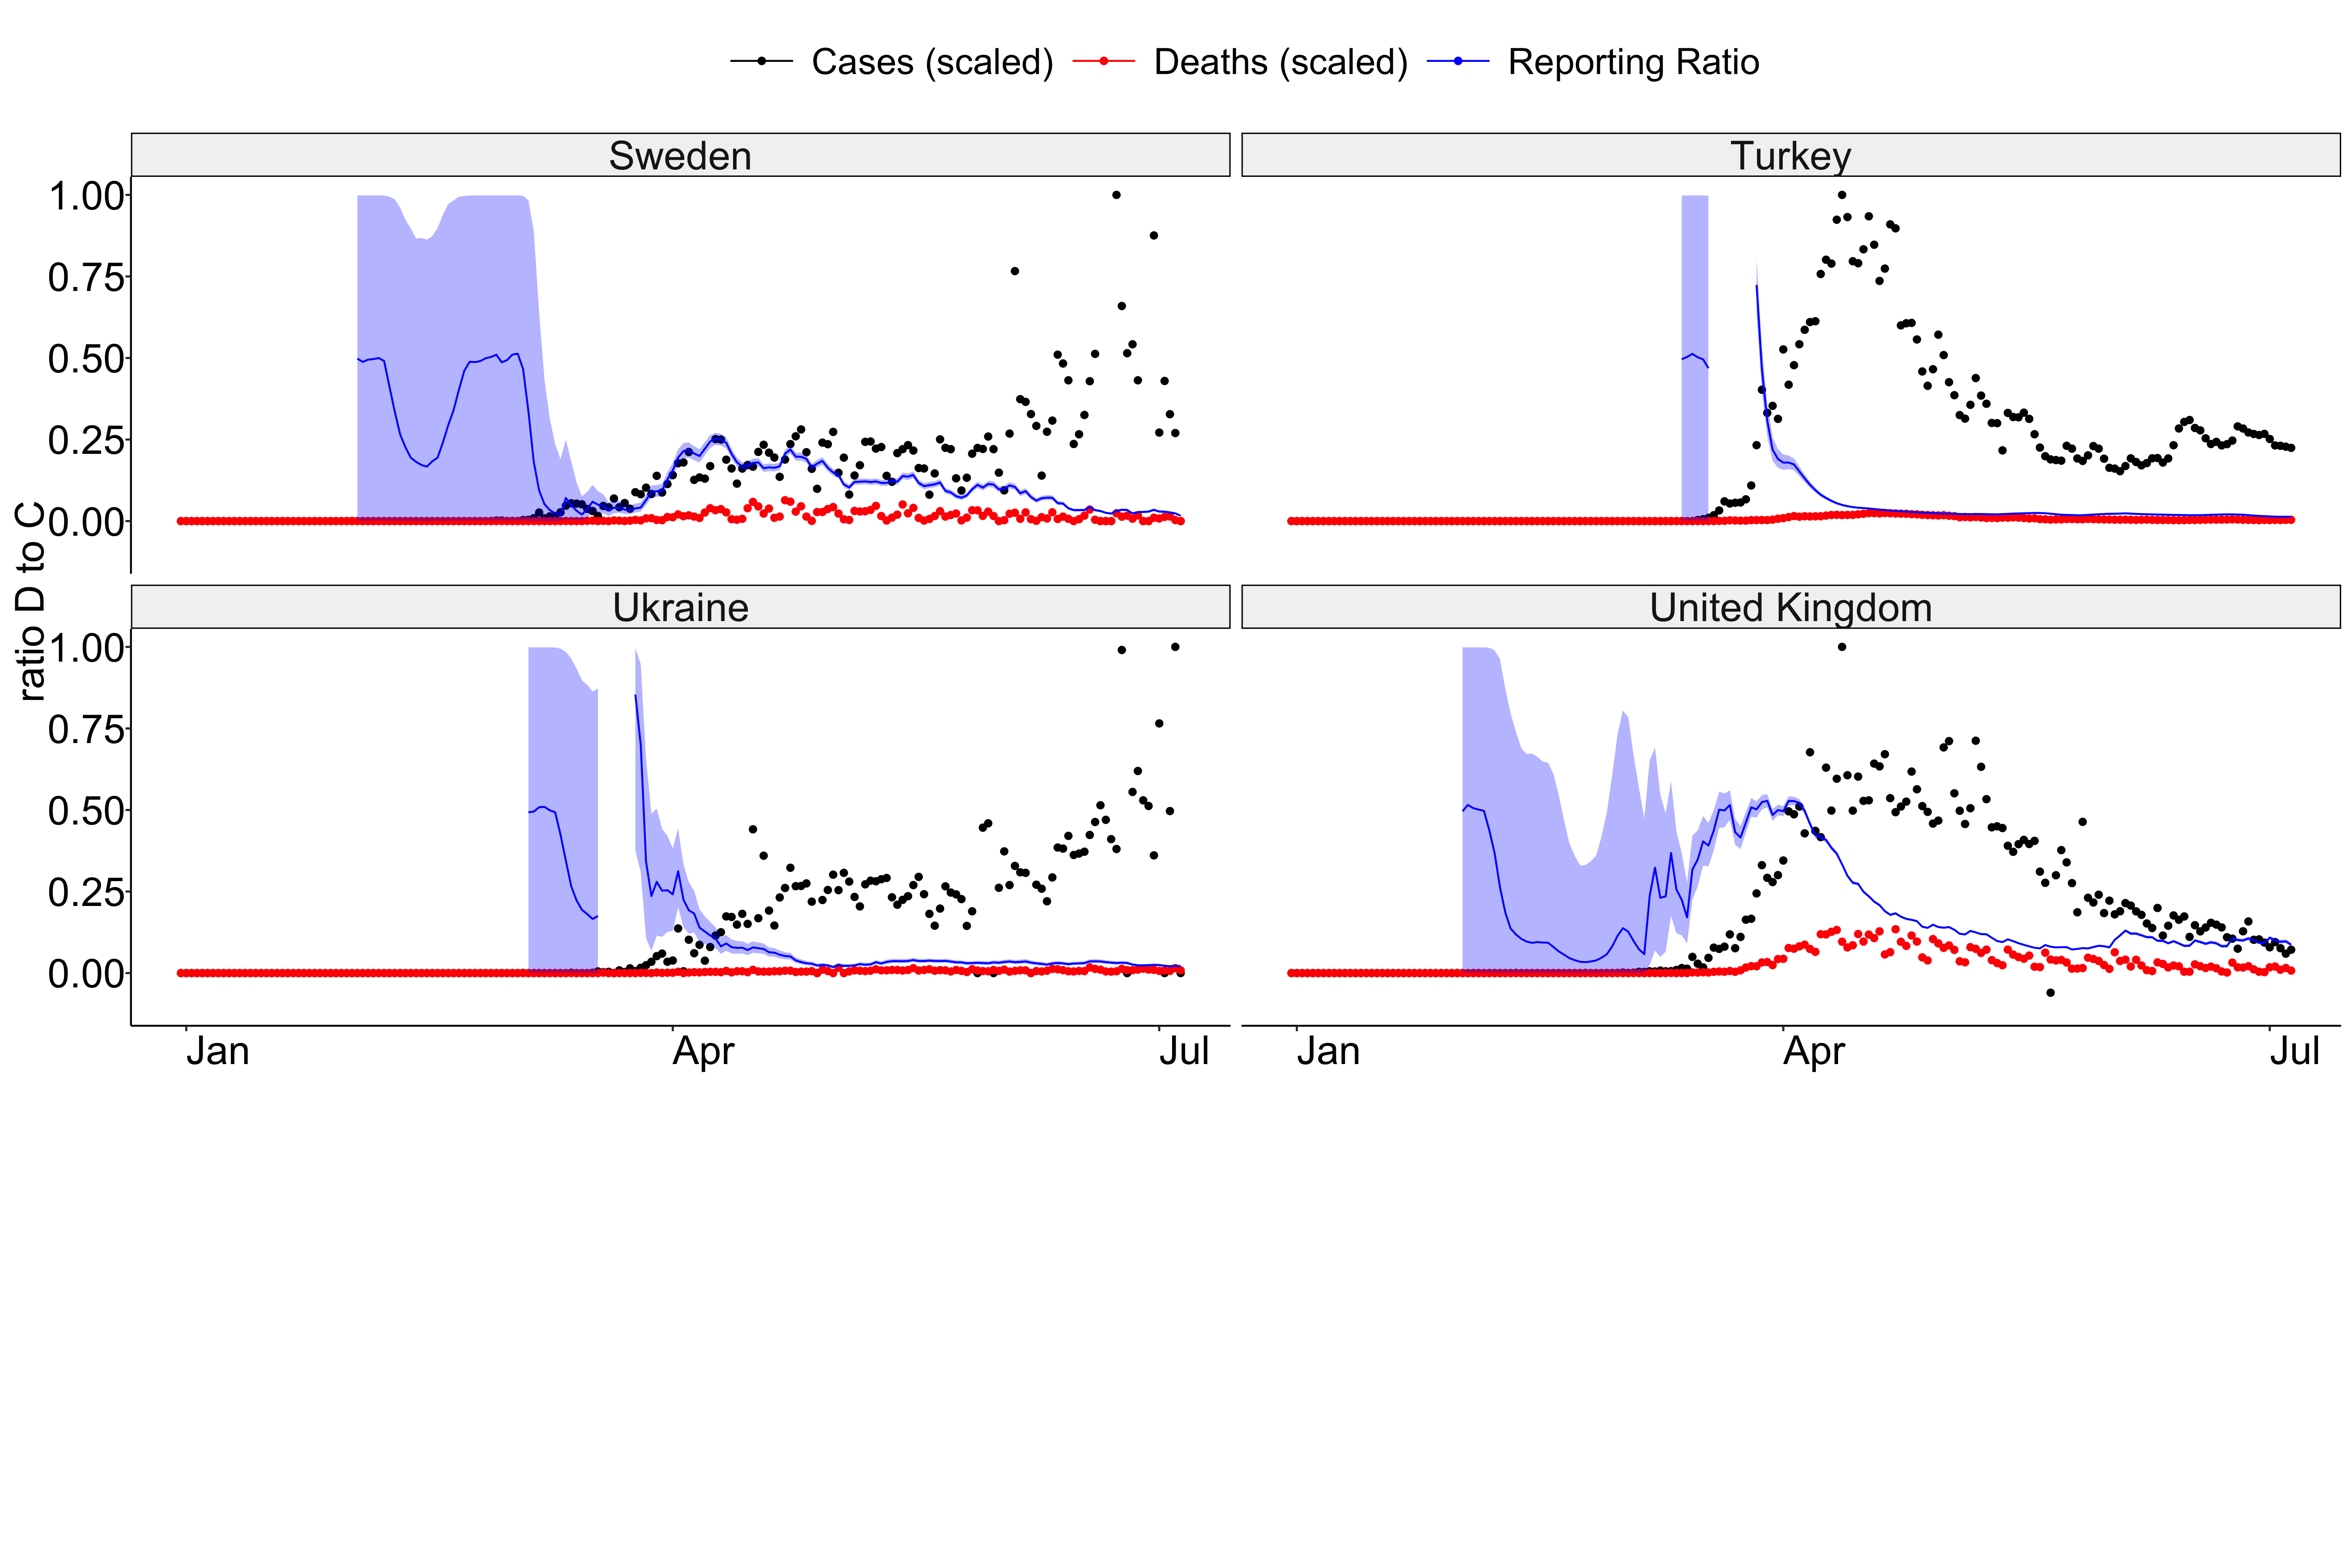 Cases (scaled) Deaths (scaled) Reporting Ratio
Sweden Turkey
1.00
0.75
0.50
0.25
0.00
ratio D to C
Ukraine United Kingdom
1.00
0.75
0.50
0.25
0.00
Jan Apr Jul Jan Apr Jul